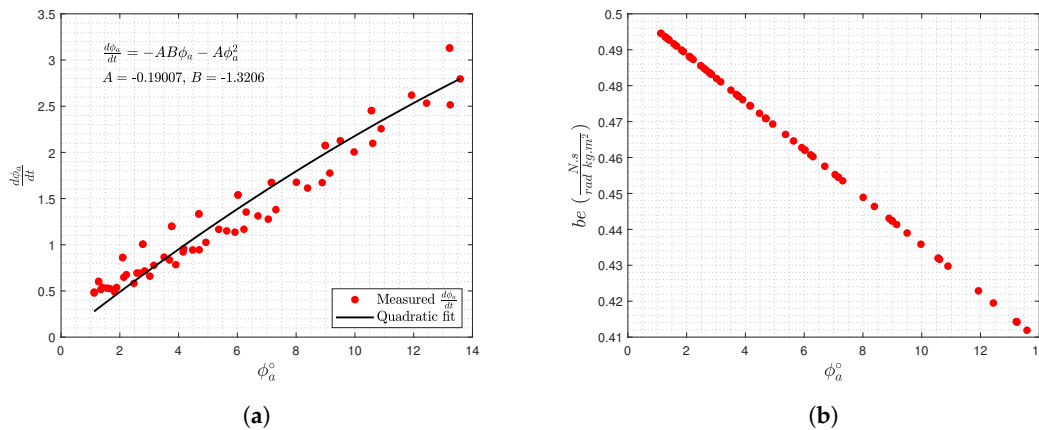 dϕₐ/dt = −ABϕₐ − Aϕₐ²
A = -0.19007, B = -1.3206
3.5
3
2.5
2
1.5
1
0.5
0
dϕₐ/dt
Measured dϕₐ/dt
Quadratic fit
0 2 4 6 8 10 12 14
ϕₐ°
(a)
0.5
0.49
0.48
0.47
0.46
0.45
0.44
0.43
0.42
0.41
be (N.s/rad kg.m²)
0 2 4 6 8 10 12 14
ϕₐ°
(b)